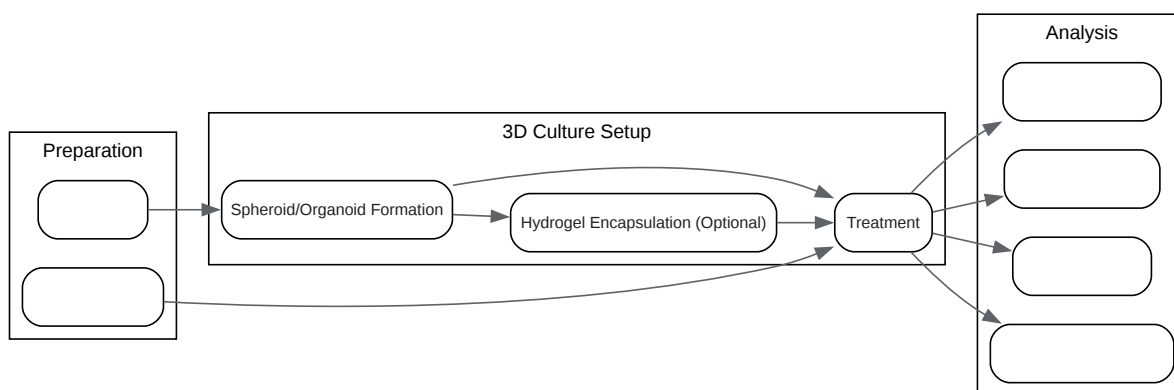 Analysis
3D Culture Setup
Preparation
Spheroid/Organoid Formation
Hydrogel Encapsulation (Optional)
Treatment